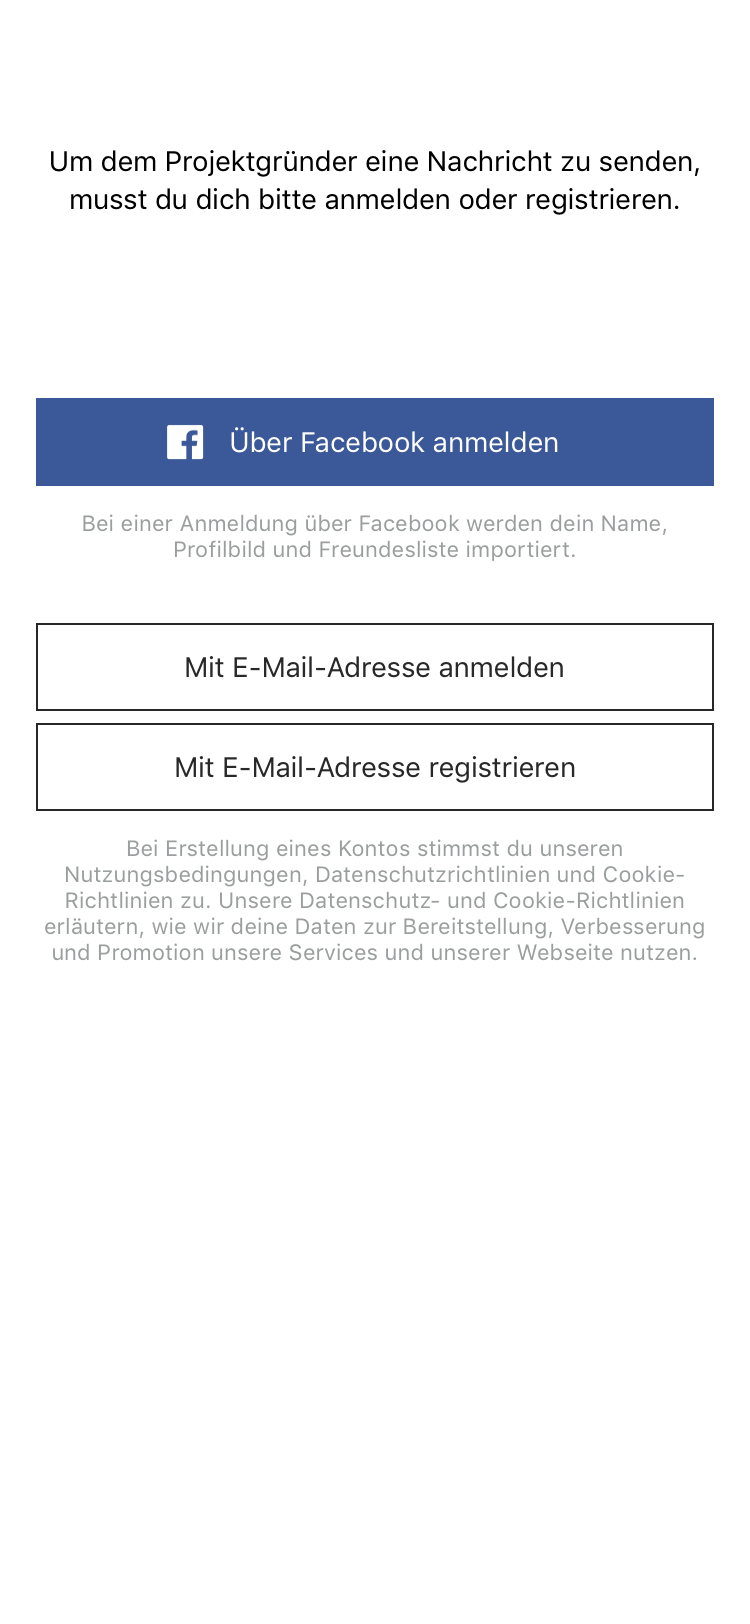 Um dem Projektgründer eine Nachricht zu senden,
musst du dich bitte anmelden oder registrieren.
Über Facebook anmelden
Bei einer Anmeldung über Facebook werden dein Name,
Profilbild und Freundesliste importiert.
Mit E-Mail-Adresse anmelden
Mit E-Mail-Adresse registrieren
Bei Erstellung eines Kontos stimmst du unseren
Nutzungsbedingungen, Datenschutzrichtlinien und Cookie-
Richtlinien zu. Unsere Datenschutz- und Cookie-Richtlinien
erläutern, wie wir deine Daten zur Bereitstellung, Verbesserung
und Promotion unsere Services und unserer Webseite nutzen.